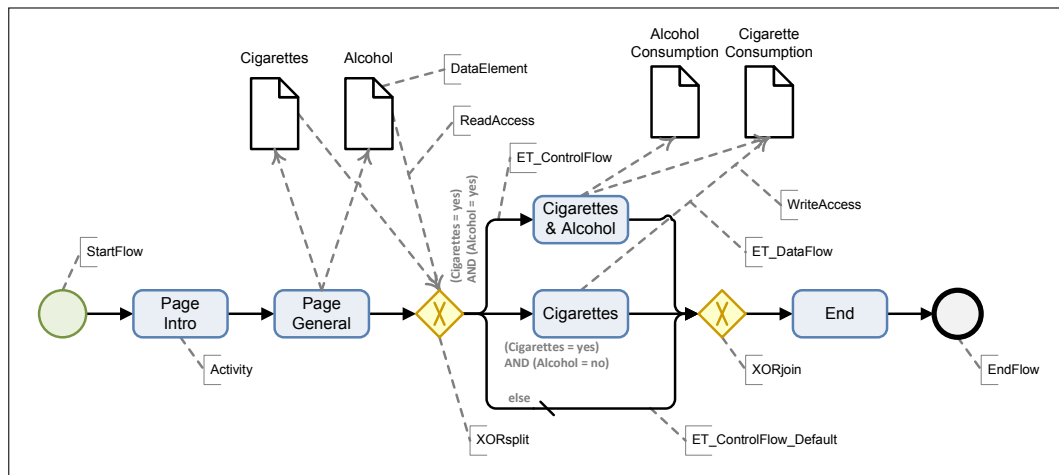 Cigarettes
Alcohol
Alcohol
Consumption
Cigarette
Consumption
DataElement
ReadAccess
ET_ControlFlow
(Cigarettes = yes)
AND (Alcohol = yes)
Cigarettes
& Alcohol
WriteAccess
ET_DataFlow
StartFlow
Page
Intro
Page
General
X
Cigarettes
X
End
(Cigarettes = yes)
AND (Alcohol = no)
Activity
XORjoin
EndFlow
else
XORsplit
ET_ControlFlow_Default